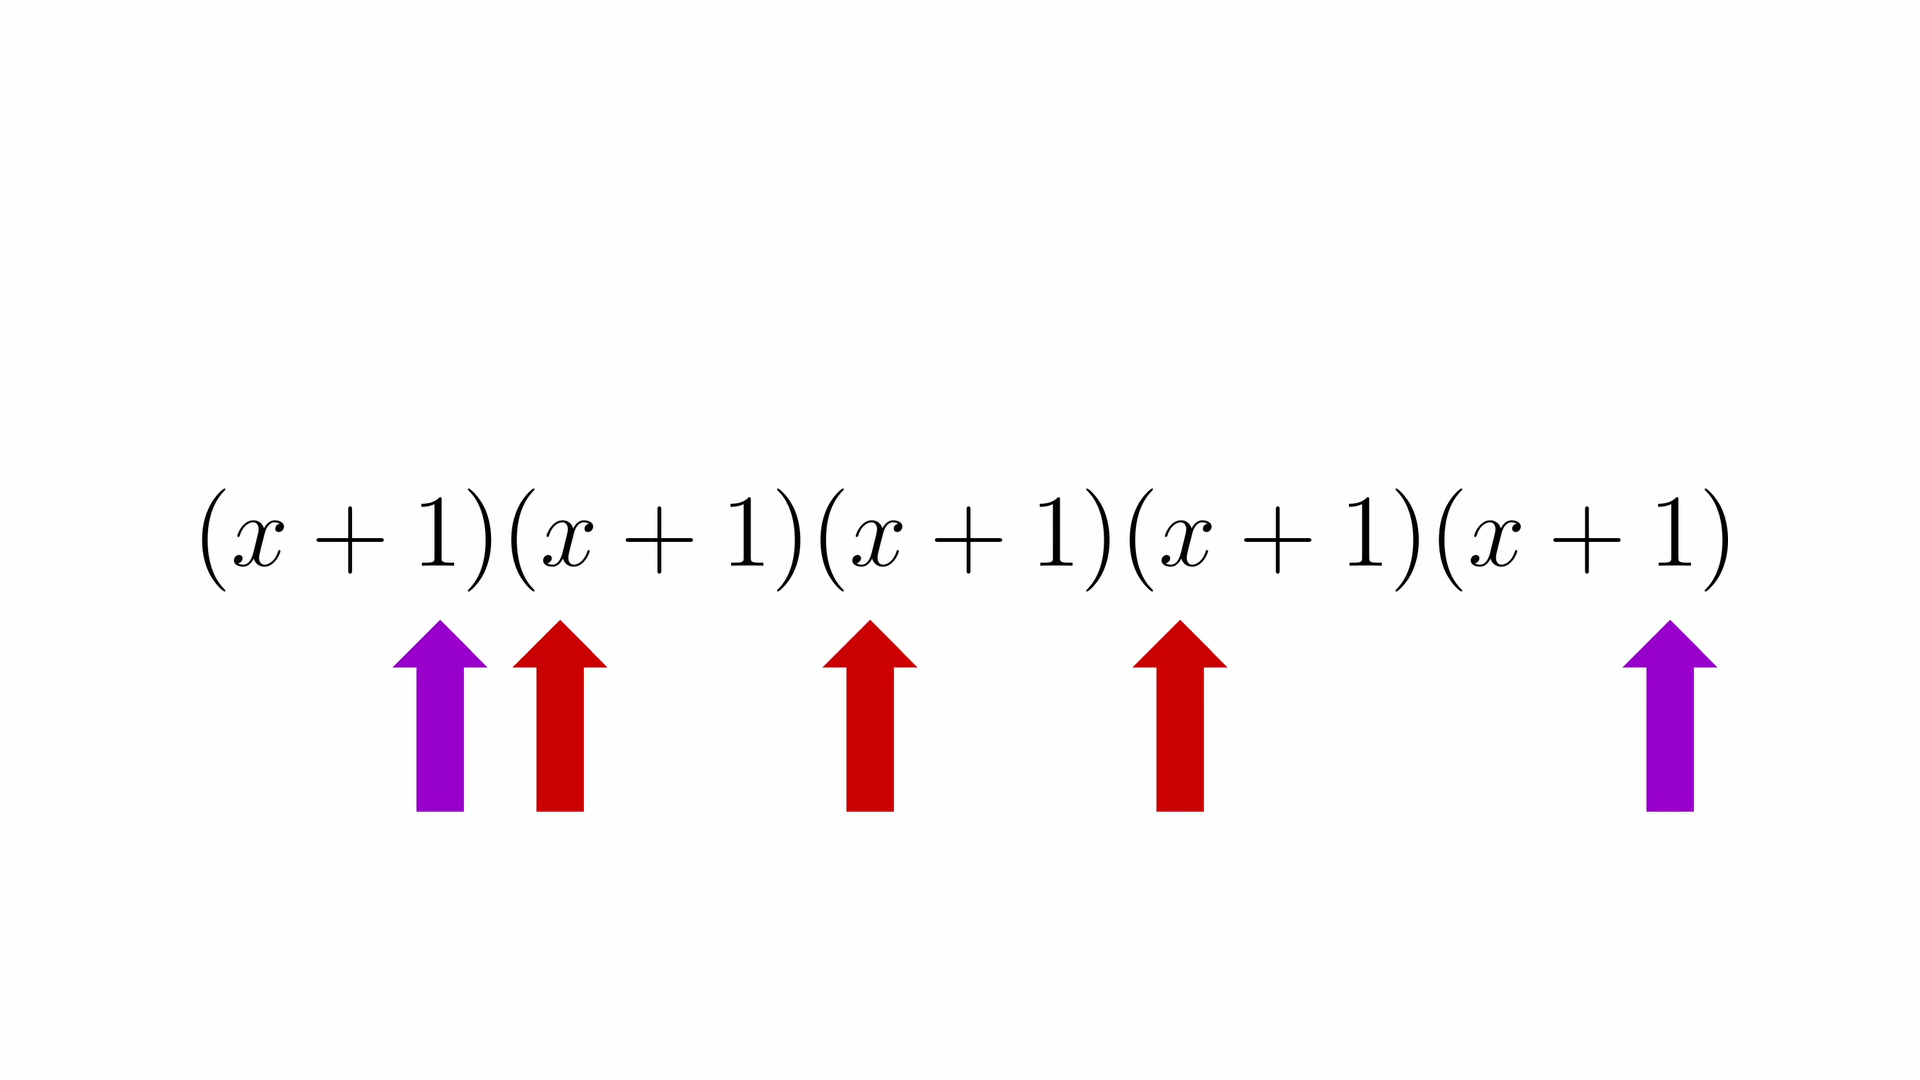 (x + 1)(x + 1)(x + 1)(x + 1)(x + 1)